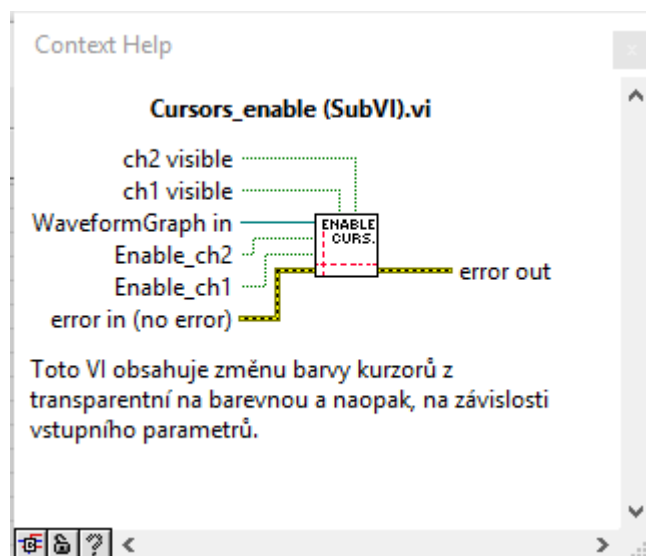 Context Help
Cursors_enable (SubVI).vi
ch2 visible
ch1 visible
WaveformGraph in
Enable_ch2
Enable_ch1
error in (no error)
ENABLE
CURS.
error out
Toto VI obsahuje změnu barvy kurzorů z
transparentní na barevnou a naopak, na závislosti
vstupního parametrů.